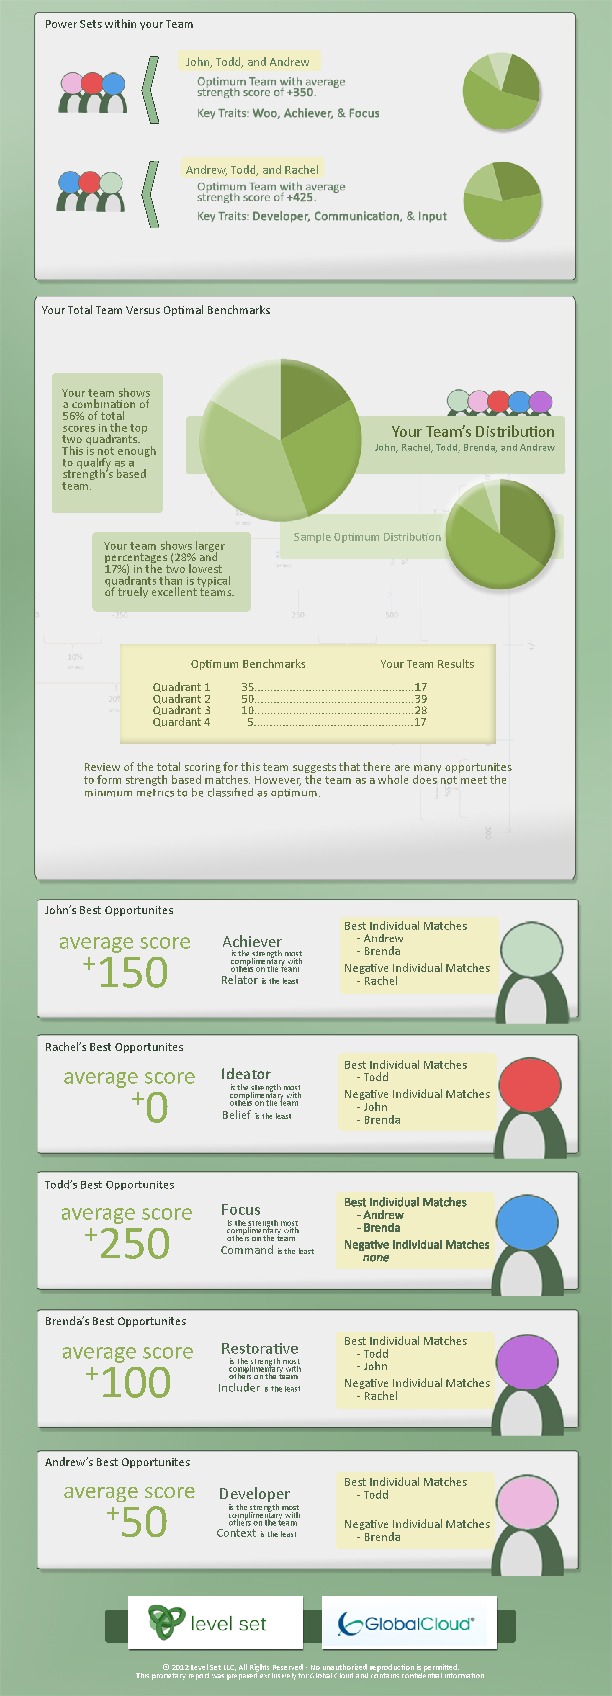 Power Sets within your Team
John, Todd, and Andrew
Optimum Team with average
strength score of +350.
Key Traits: Woo, Achiever, & Focus
Andrew, Todd, and Rachel
Optimum Team with average
strength score of +425.
Key Traits: Developer, Communication, & Input
Your Total Team Versus Optimal Benchmarks
Your team shows
a combination of
56% of total
scores in the top
two quadrants.
This is not enough
to qualify as a
strength's based
team.
Your Team's Distribution
John, Rachel, Todd, Brenda, and Andrew
Sample Optimum Distribution
Your team shows larger
percentages (28% and
17%) in the two lowest
quadrants than is typical
of truely excellent teams.
-250
250
500
10%
20%
Optimum Benchmarks Your Team Results
Quadrant 1 35.................................................17
Quadrant 2 50.................................................39
Quadrant 3 10.................................................28
Quardant 4 5.................................................17
Review of the total scoring for this team suggests that there are many opportunites
to form strength based matches. However, the team as a whole does not meet the
minimum metrics to be classified as optimum.
John's Best Opportunites
average score
+150
Achiever
is the strength most
complimentary with
others on the team
Relator is the least
Best Individual Matches
- Andrew
- Brenda
Negative Individual Matches
- Rachel
Rachel's Best Opportunites
average score
+0
Ideator
is the strength most
complimentary with
others on the team
Belief is the least
Best Individual Matches
- Todd
Negative Individual Matches
- John
- Brenda
Todd's Best Opportunites
average score
+250
Focus
is the strength most
complimentary with
others on the team
Command is the least
Best Individual Matches
- Andrew
- Brenda
Negative Individual Matches
none
Brenda's Best Opportunites
average score
+100
Restorative
is the strength most
complimentary with
others on the team
Includer is the least
Best Individual Matches
- Todd
- John
Negative Individual Matches
- Rachel
Andrew's Best Opportunites
average score
+50
Developer
is the strength most
complimentary with
others on the team
Context is the least
Best Individual Matches
- Todd
Negative Individual Matches
- Brenda
level set
GlobalCloud®
© 2012 Level Set LLC, All Rights Reserved - No unauthorized reproduction is permitted.
This propretary report was prepared exclusively for Global Cloud and contains confidential information